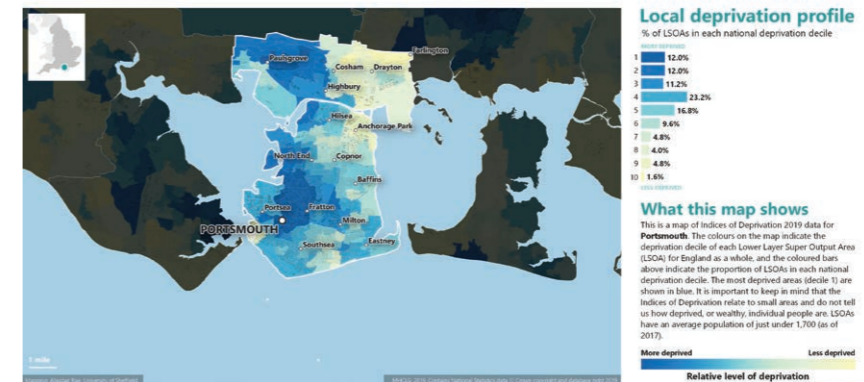 Local deprivation profile
% of LSOAs in each national deprivation decile
MORE DEPRIVED
1 12.0%
2 12.0%
3 11.2%
4 23.2%
5 16.8%
6 9.6%
7 4.8%
8 4.0%
9 4.8%
10 1.6%
LESS DEPRIVED
Paulsgrove
Farlington
Cosham
Drayton
Highbury
Hilsea
Anchorage Park
North End
Copnor
Baffins
Portsea
Fratton
Milton
PORTSMOUTH
Southsea
Eastney
1 mile
What this map shows
This is a map of Indices of Deprivation 2019 data for
Portsmouth. The colours on the map indicate the
deprivation decile of each Lower Layer Super Output Area
(LSOA) for England as a whole, and the coloured bars
above indicate the proportion of LSOAs in each national
deprivation decile. The most deprived areas (decile 1) are
shown in blue. It is important to keep in mind that the
Indices of Deprivation relate to small areas and do not tell
us how deprived, or wealthy, individual people are. LSOAs
have an average population of just under 1,700 (as of
2017).
More deprived
Less deprived
Relative level of deprivation